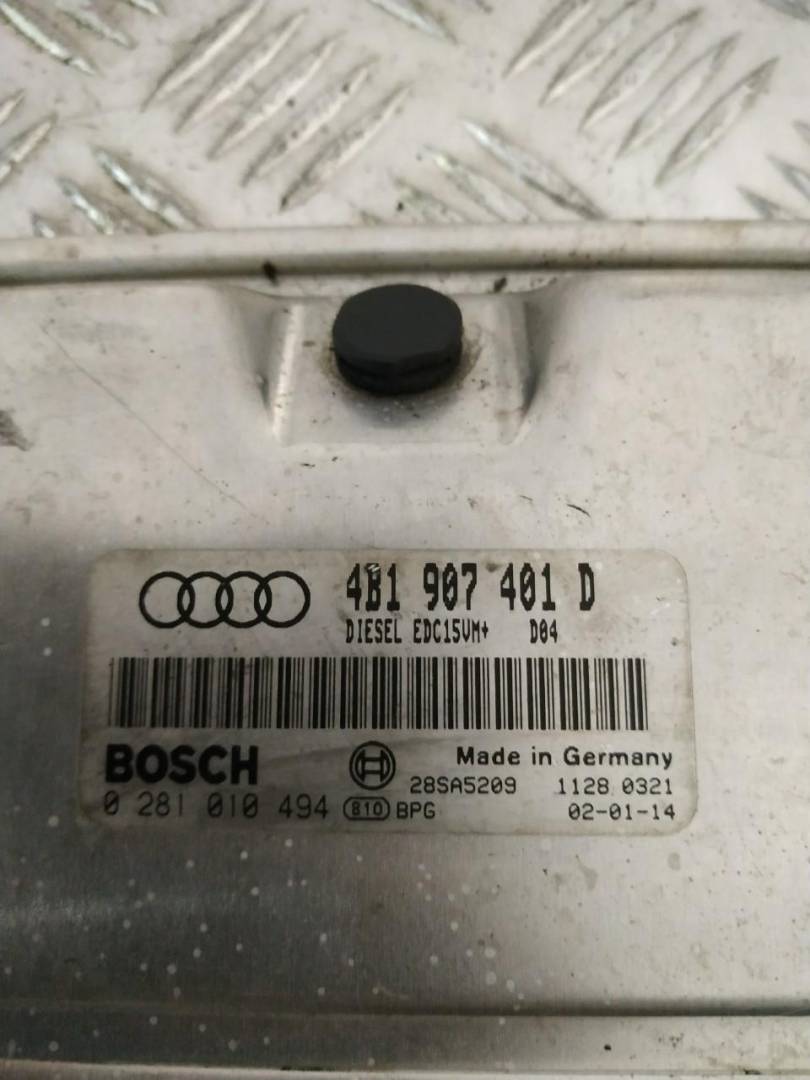 4B1 907 401 D
DIESEL EDC15VM+ D04
BOSCH
Made in Germany
28SA5209 1128 0321
0 281 010 494 810 BPG 02-01-14